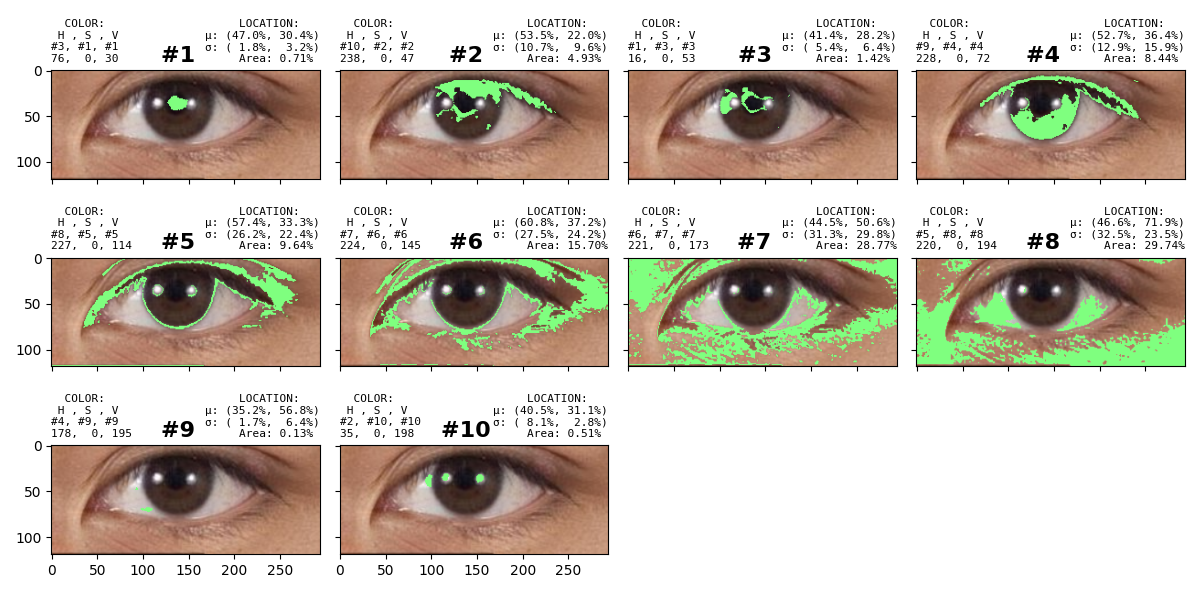 COLOR: LOCATION:
H , S , V μ: (47.0%, 30.4%)
#3, #1, #1 #1 σ: ( 1.8%, 3.2%)
76, 0, 30 Area: 0.71%
COLOR: LOCATION:
H , S , V μ: (53.5%, 22.0%)
#10, #2, #2 #2 σ: (10.7%, 9.6%)
238, 0, 47 Area: 4.93%
COLOR: LOCATION:
H , S , V μ: (41.4%, 28.2%)
#1, #3, #3 #3 σ: ( 5.4%, 6.4%)
16, 0, 53 Area: 1.42%
COLOR: LOCATION:
H , S , V μ: (52.7%, 36.4%)
#9, #4, #4 #4 σ: (12.9%, 15.9%)
228, 0, 72 Area: 8.44%
0
50
100
COLOR: LOCATION:
H , S , V μ: (57.4%, 33.3%)
#8, #5, #5 #5 σ: (26.2%, 22.4%)
227, 0, 114 Area: 9.64%
COLOR: LOCATION:
H , S , V μ: (60.8%, 37.2%)
#7, #6, #6 #6 σ: (27.5%, 24.2%)
224, 0, 145 Area: 15.70%
COLOR: LOCATION:
H , S , V μ: (44.5%, 50.6%)
#6, #7, #7 #7 σ: (31.3%, 29.8%)
221, 0, 173 Area: 28.77%
COLOR: LOCATION:
H , S , V μ: (46.6%, 71.9%)
#5, #8, #8 #8 σ: (32.5%, 23.5%)
220, 0, 194 Area: 29.74%
0
50
100
COLOR: LOCATION:
H , S , V μ: (35.2%, 56.8%)
#4, #9, #9 #9 σ: ( 1.7%, 6.4%)
178, 0, 195 Area: 0.13%
COLOR: LOCATION:
H , S , V μ: (40.5%, 31.1%)
#2, #10, #10 #10 σ: ( 8.1%, 2.8%)
35, 0, 198 Area: 0.51%
0
50
100
0 50 100 150 200 250
0 50 100 150 200 250